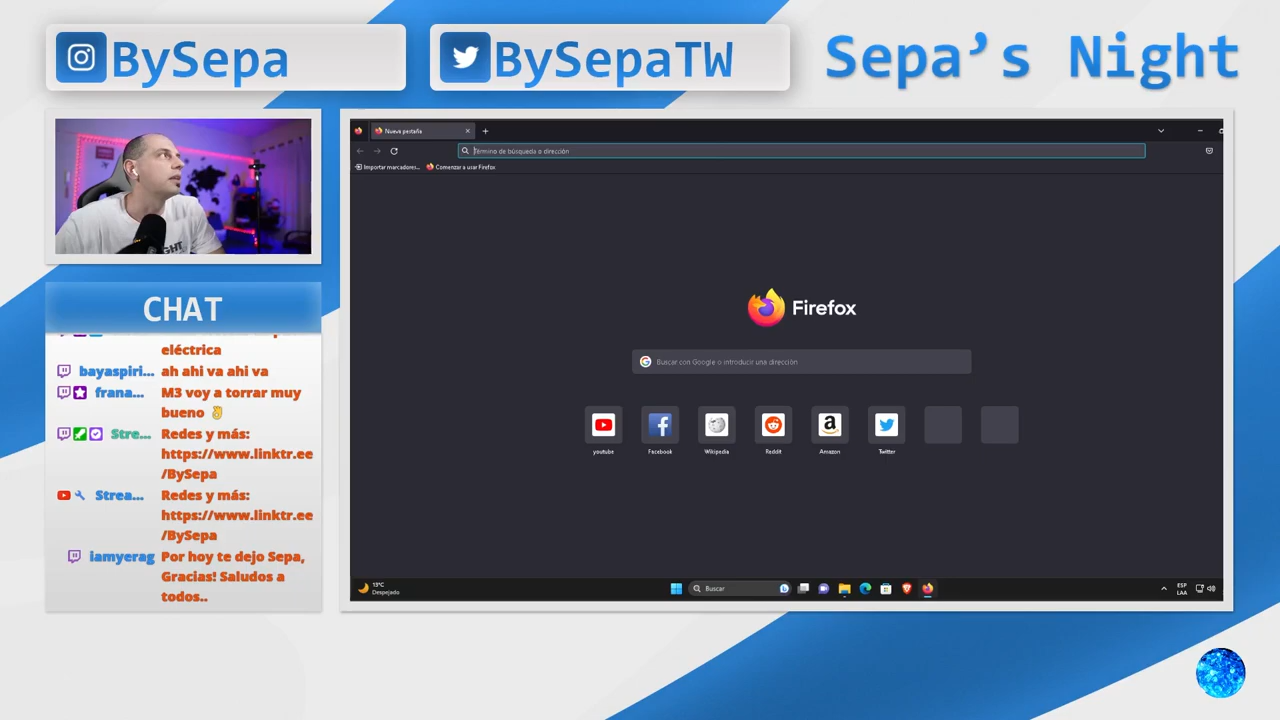 BySepa
BySepaTW
Sepa's Night
Nueva pestaña
Término de búsqueda o dirección
Importar marcadores...
Comenzar a usar Firefox
CHAT
eléctrica
bayaspiri... ah ahi va ahi va
frana... M3 voy a torrar muy
bueno
Stre... Redes y más:
https://www.linktr.ee
/BySepa
Strea... Redes y más:
https://www.linktr.ee
/BySepa
iamyerag Por hoy te dejo Sepa,
Gracias! Saludos a
todos..
Firefox
Buscar con Google o introducir una dirección
youtube
Facebook
Wikipedia
Reddit
Amazon
Twitter
13°C
Despejado
Buscar
ESP
LAA